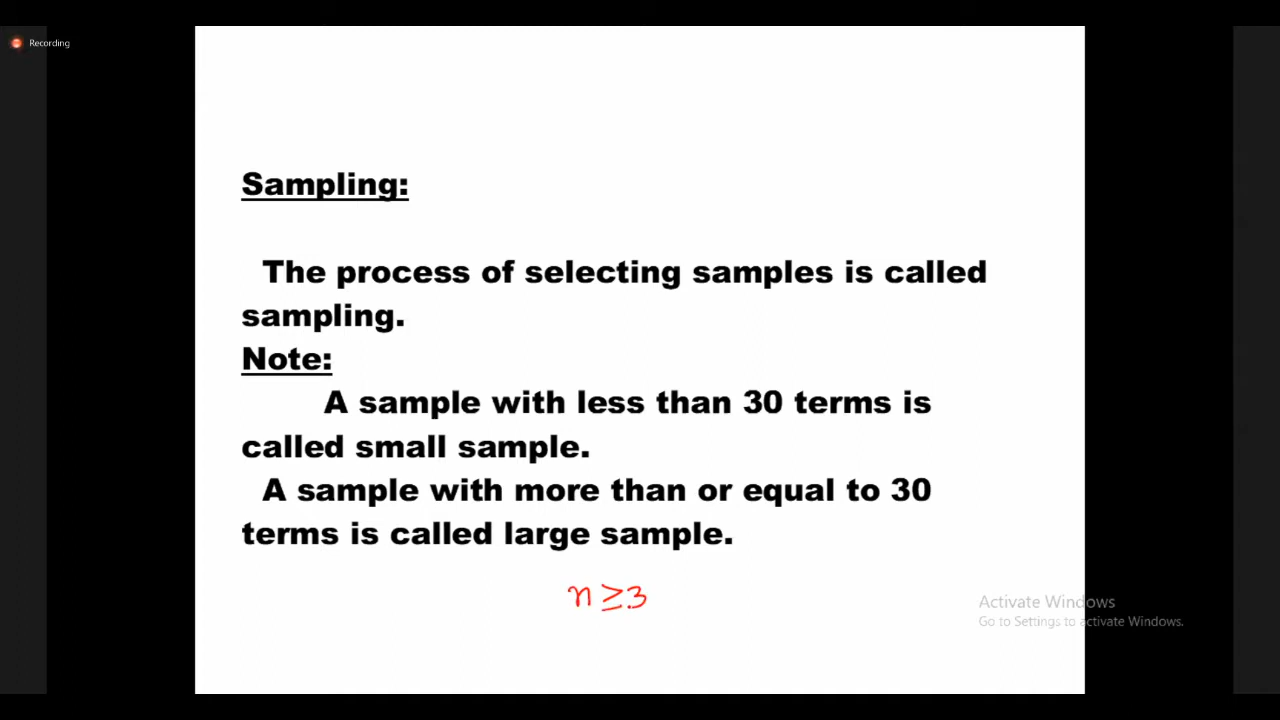 Recording
Sampling:
The process of selecting samples is called
sampling.
Note:
A sample with less than 30 terms is
called small sample.
A sample with more than or equal to 30
terms is called large sample.
n ≥ 3
Activate Windows
Go to Settings to activate Windows.